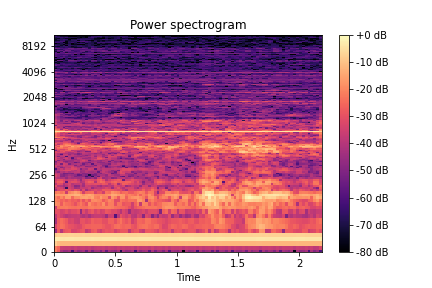 Power spectrogram
8192
4096
2048
1024
512
256
128
64
0
Hz
0
0.5
1
1.5
2
Time
+0 dB
-10 dB
-20 dB
-30 dB
-40 dB
-50 dB
-60 dB
-70 dB
-80 dB